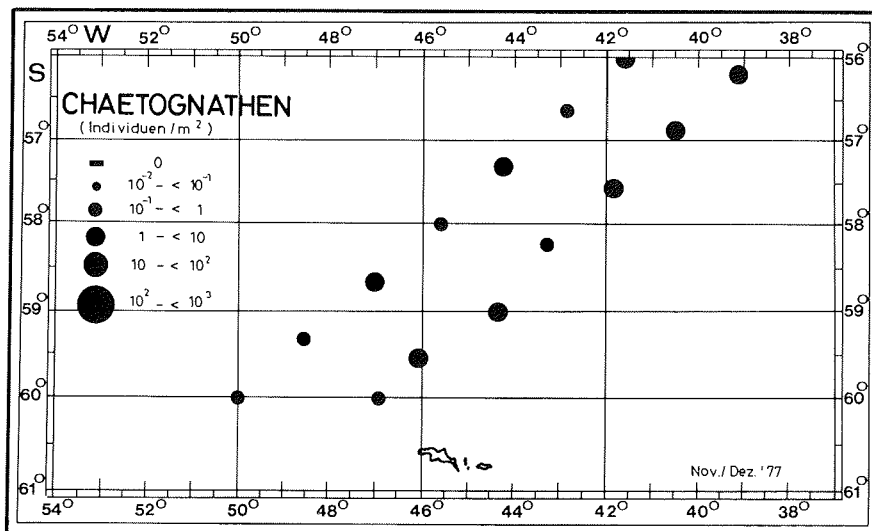 54° W 52° 50° 48° 46° 44° 42° 40° 38°
S
56°
CHAETOGNATHEN
(Individuen/m²)
57° 57°
0
10⁻² - < 10⁻¹
10⁻¹ - < 1
58° 58°
1 - < 10
10 - < 10²
10² - < 10³
59° 59°
60° 60°
Nov./Dez. '77
61° 61°
54° 52° 50° 48° 46° 44° 42° 40° 38°